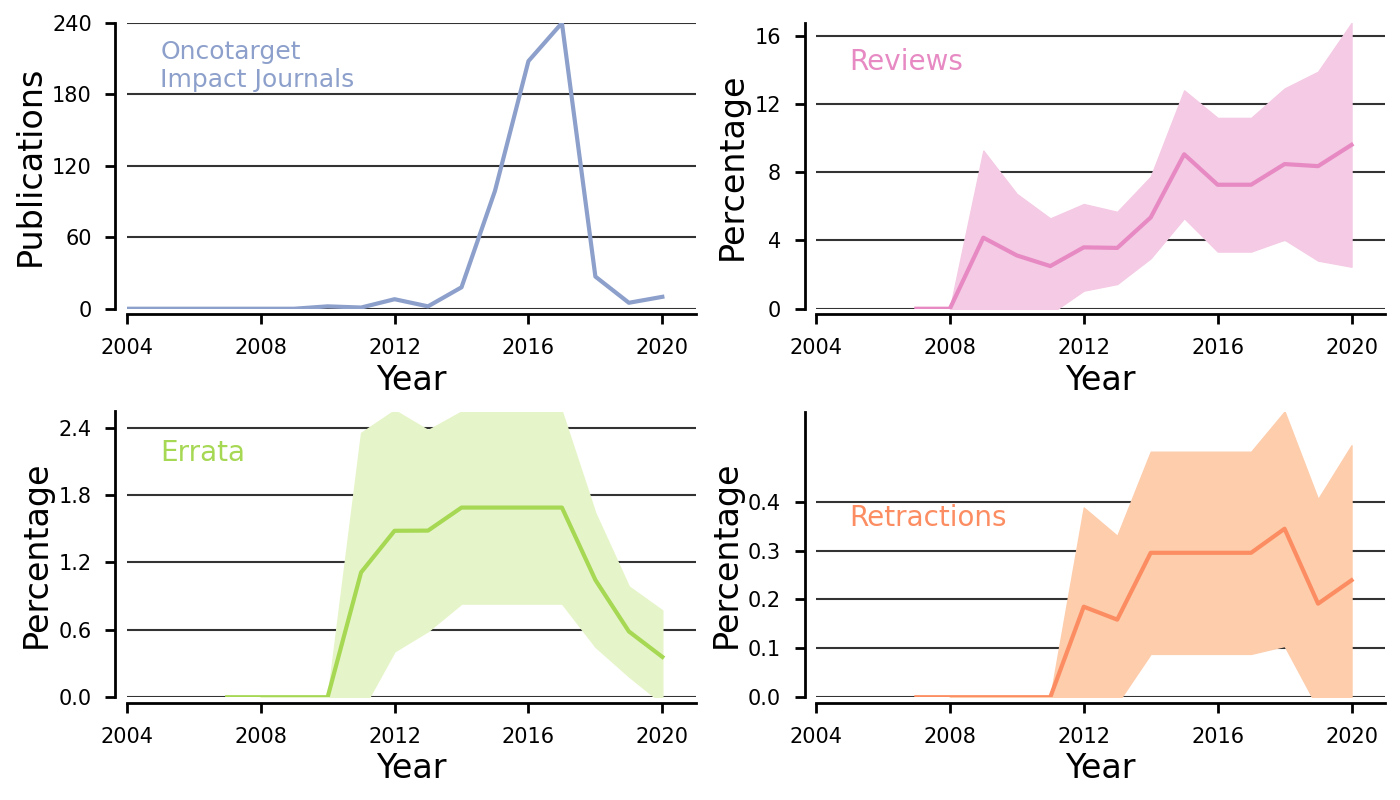 Oncotarget
Impact Journals
Publications
240
180
120
60
0
2004 2008 2012 2016 2020
Year
Reviews
Percentage
16
12
8
4
0
2004 2008 2012 2016 2020
Year
Errata
Percentage
2.4
1.8
1.2
0.6
0.0
2004 2008 2012 2016 2020
Year
Retractions
Percentage
0.4
0.3
0.2
0.1
0.0
2004 2008 2012 2016 2020
Year